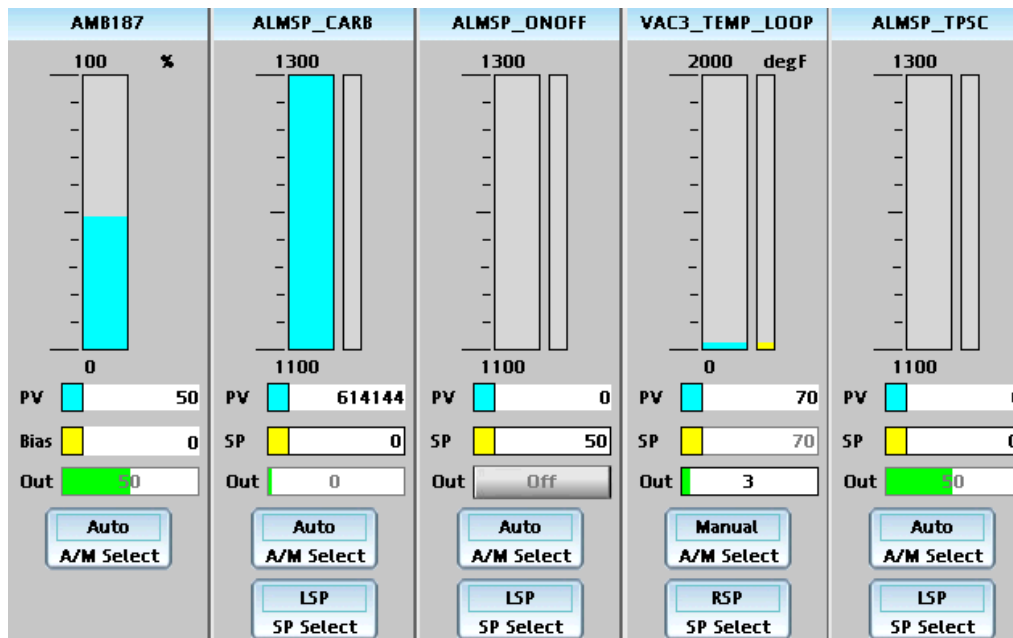 AMB187
100 %
0
PV 50
Bias 0
Out 50
Auto
A/M Select
ALMSP_CARB
1300
1100
PV 614144
SP 0
Out 0
Auto
A/M Select
LSP
SP Select
ALMSP_ONOFF
1300
1100
PV 0
SP 50
Out Off
Auto
A/M Select
LSP
SP Select
VAC3_TEMP_LOOP
2000 degF
0
PV 70
SP 70
Out 3
Manual
A/M Select
RSP
SP Select
ALMSP_TPSC
1300
1100
PV
SP
Out 50
Auto
A/M Select
LSP
SP Select